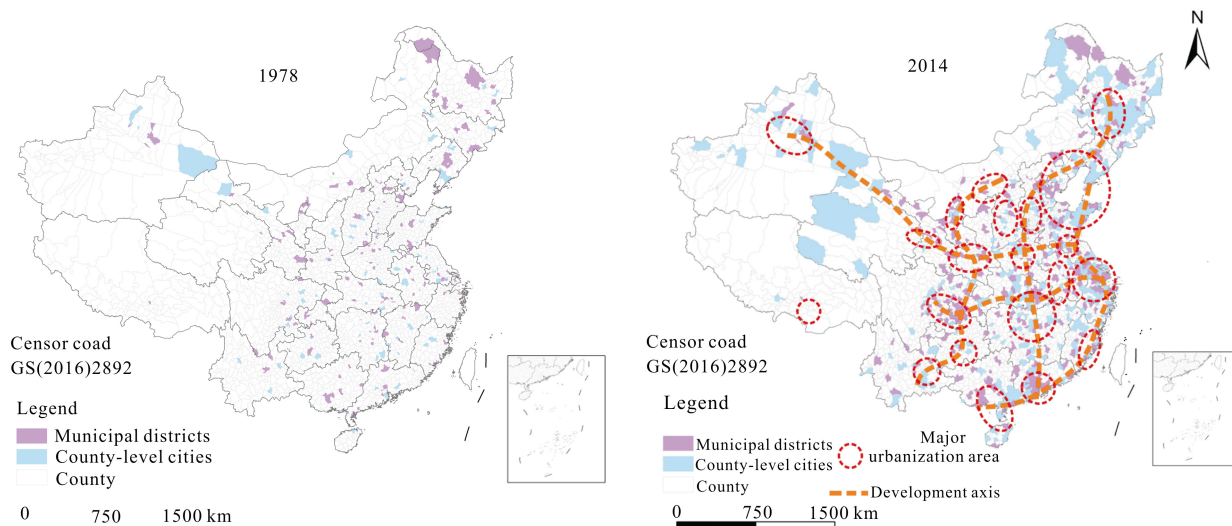 1978
Censor coad
GS(2016)2892
Legend
Municipal districts
County-level cities
County
0 750 1500 km
N
2014
Censor coad
GS(2016)2892
Legend
Municipal districts
County-level cities
County
Major
urbanization area
Development axis
0 750 1500 km